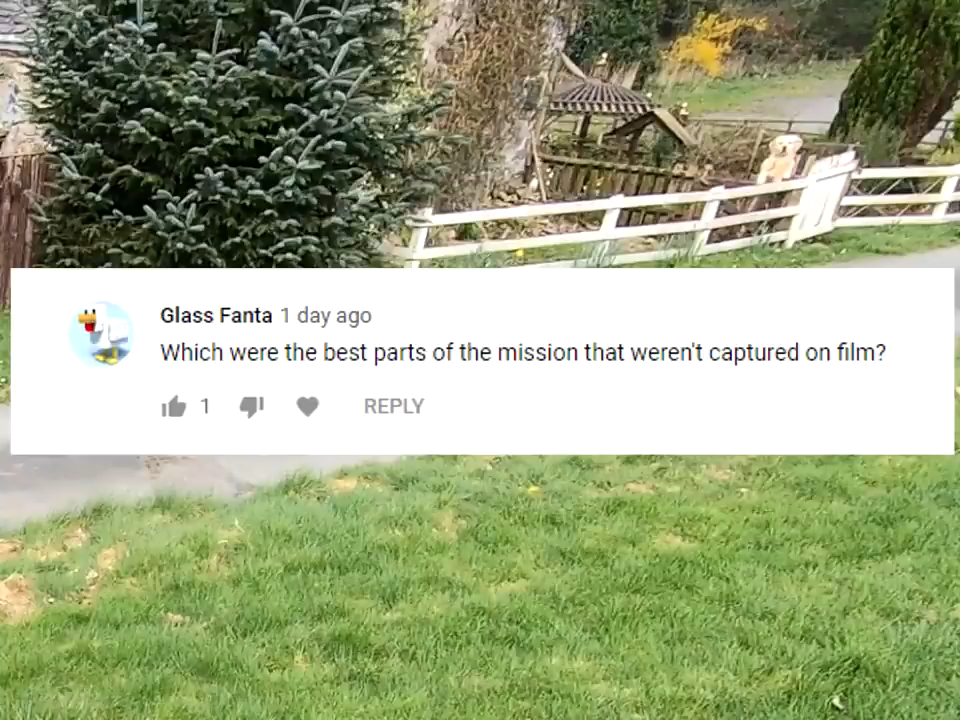 Glass Fanta 1 day ago
Which were the best parts of the mission that weren't captured on film?
1 REPLY